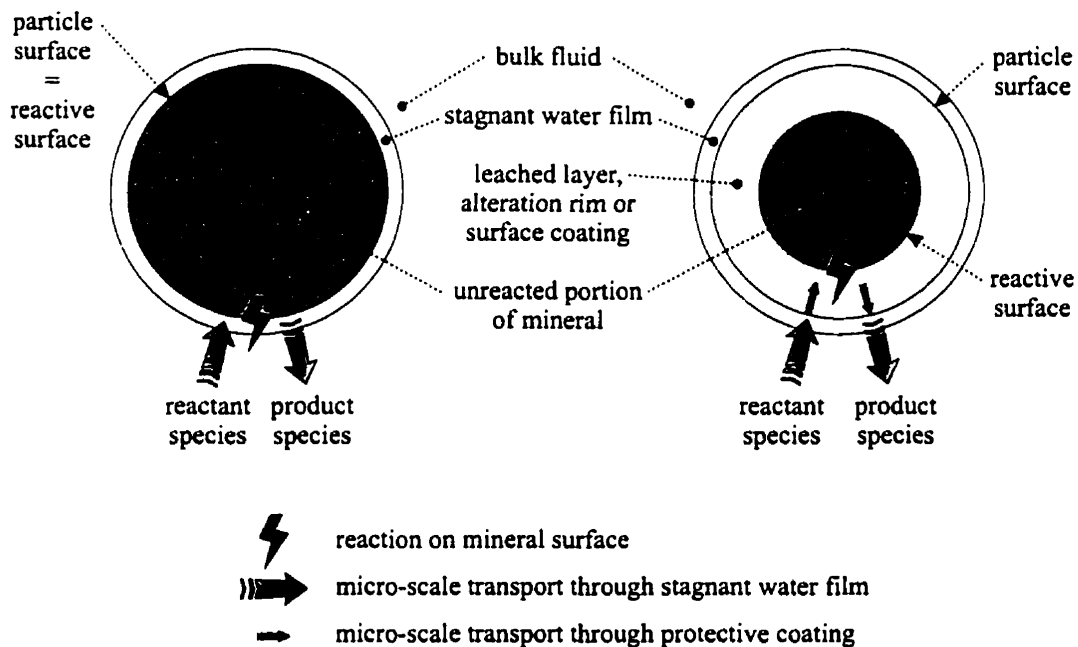 particle
surface
=
reactive
surface
bulk fluid
stagnant water film
leached layer,
alteration rim or
surface coating
unreacted portion
of mineral
particle
surface
reactive
surface
reactant product
species species
reactant product
species species
reaction on mineral surface
micro-scale transport through stagnant water film
micro-scale transport through protective coating